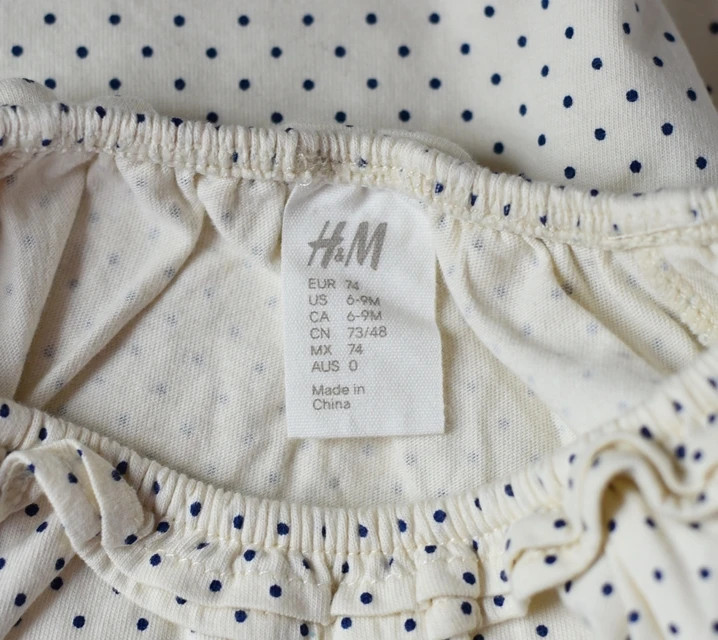 H&M
EUR 74
US 6-9M
CA 6-9M
CN 73/48
MX 74
AUS 0
Made in
China